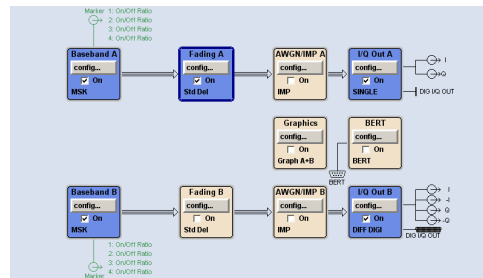 Marker 1: On/Off Ratio
2: On/Off Ratio
3: On/Off Ratio
4: On/Off Ratio
Baseband A
config...
On
MSK
Fading A
config...
On
Std Del
AWGN/IMP A
config...
On
IMP
I/Q Out A
config...
On
SINGLE
I
Q
DIG I/Q OUT
Graphics
config...
On
Graph A+B
BERT
config...
On
BERT
BERT
Baseband B
config...
On
MSK
Fading B
config...
On
Std Del
AWGN/IMP B
config...
On
IMP
I/Q Out B
config...
On
DIFF DIGI
I
-I
Q
-Q
DIG I/Q OUT
1: On/Off Ratio
2: On/Off Ratio
3: On/Off Ratio
Marker 4: On/Off Ratio